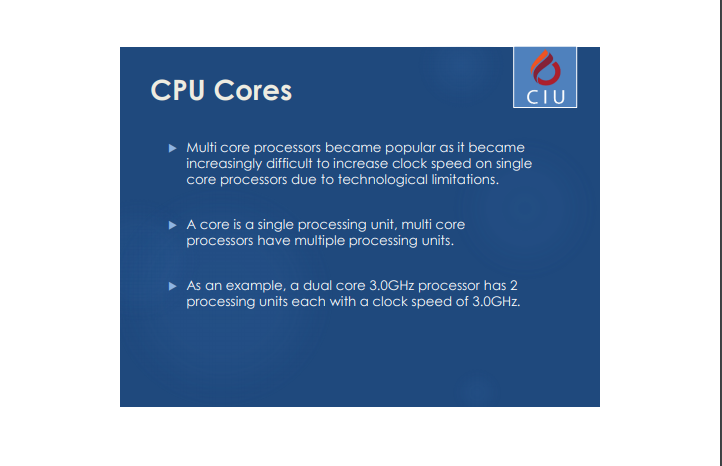 CIU
CPU Cores
Multi core processors became popular as it became
increasingly difficult to increase clock speed on single
core processors due to technological limitations.
A core is a single processing unit, multi core
processors have multiple processing units.
As an example, a dual core 3.0GHz processor has 2
processing units each with a clock speed of 3.0GHz.